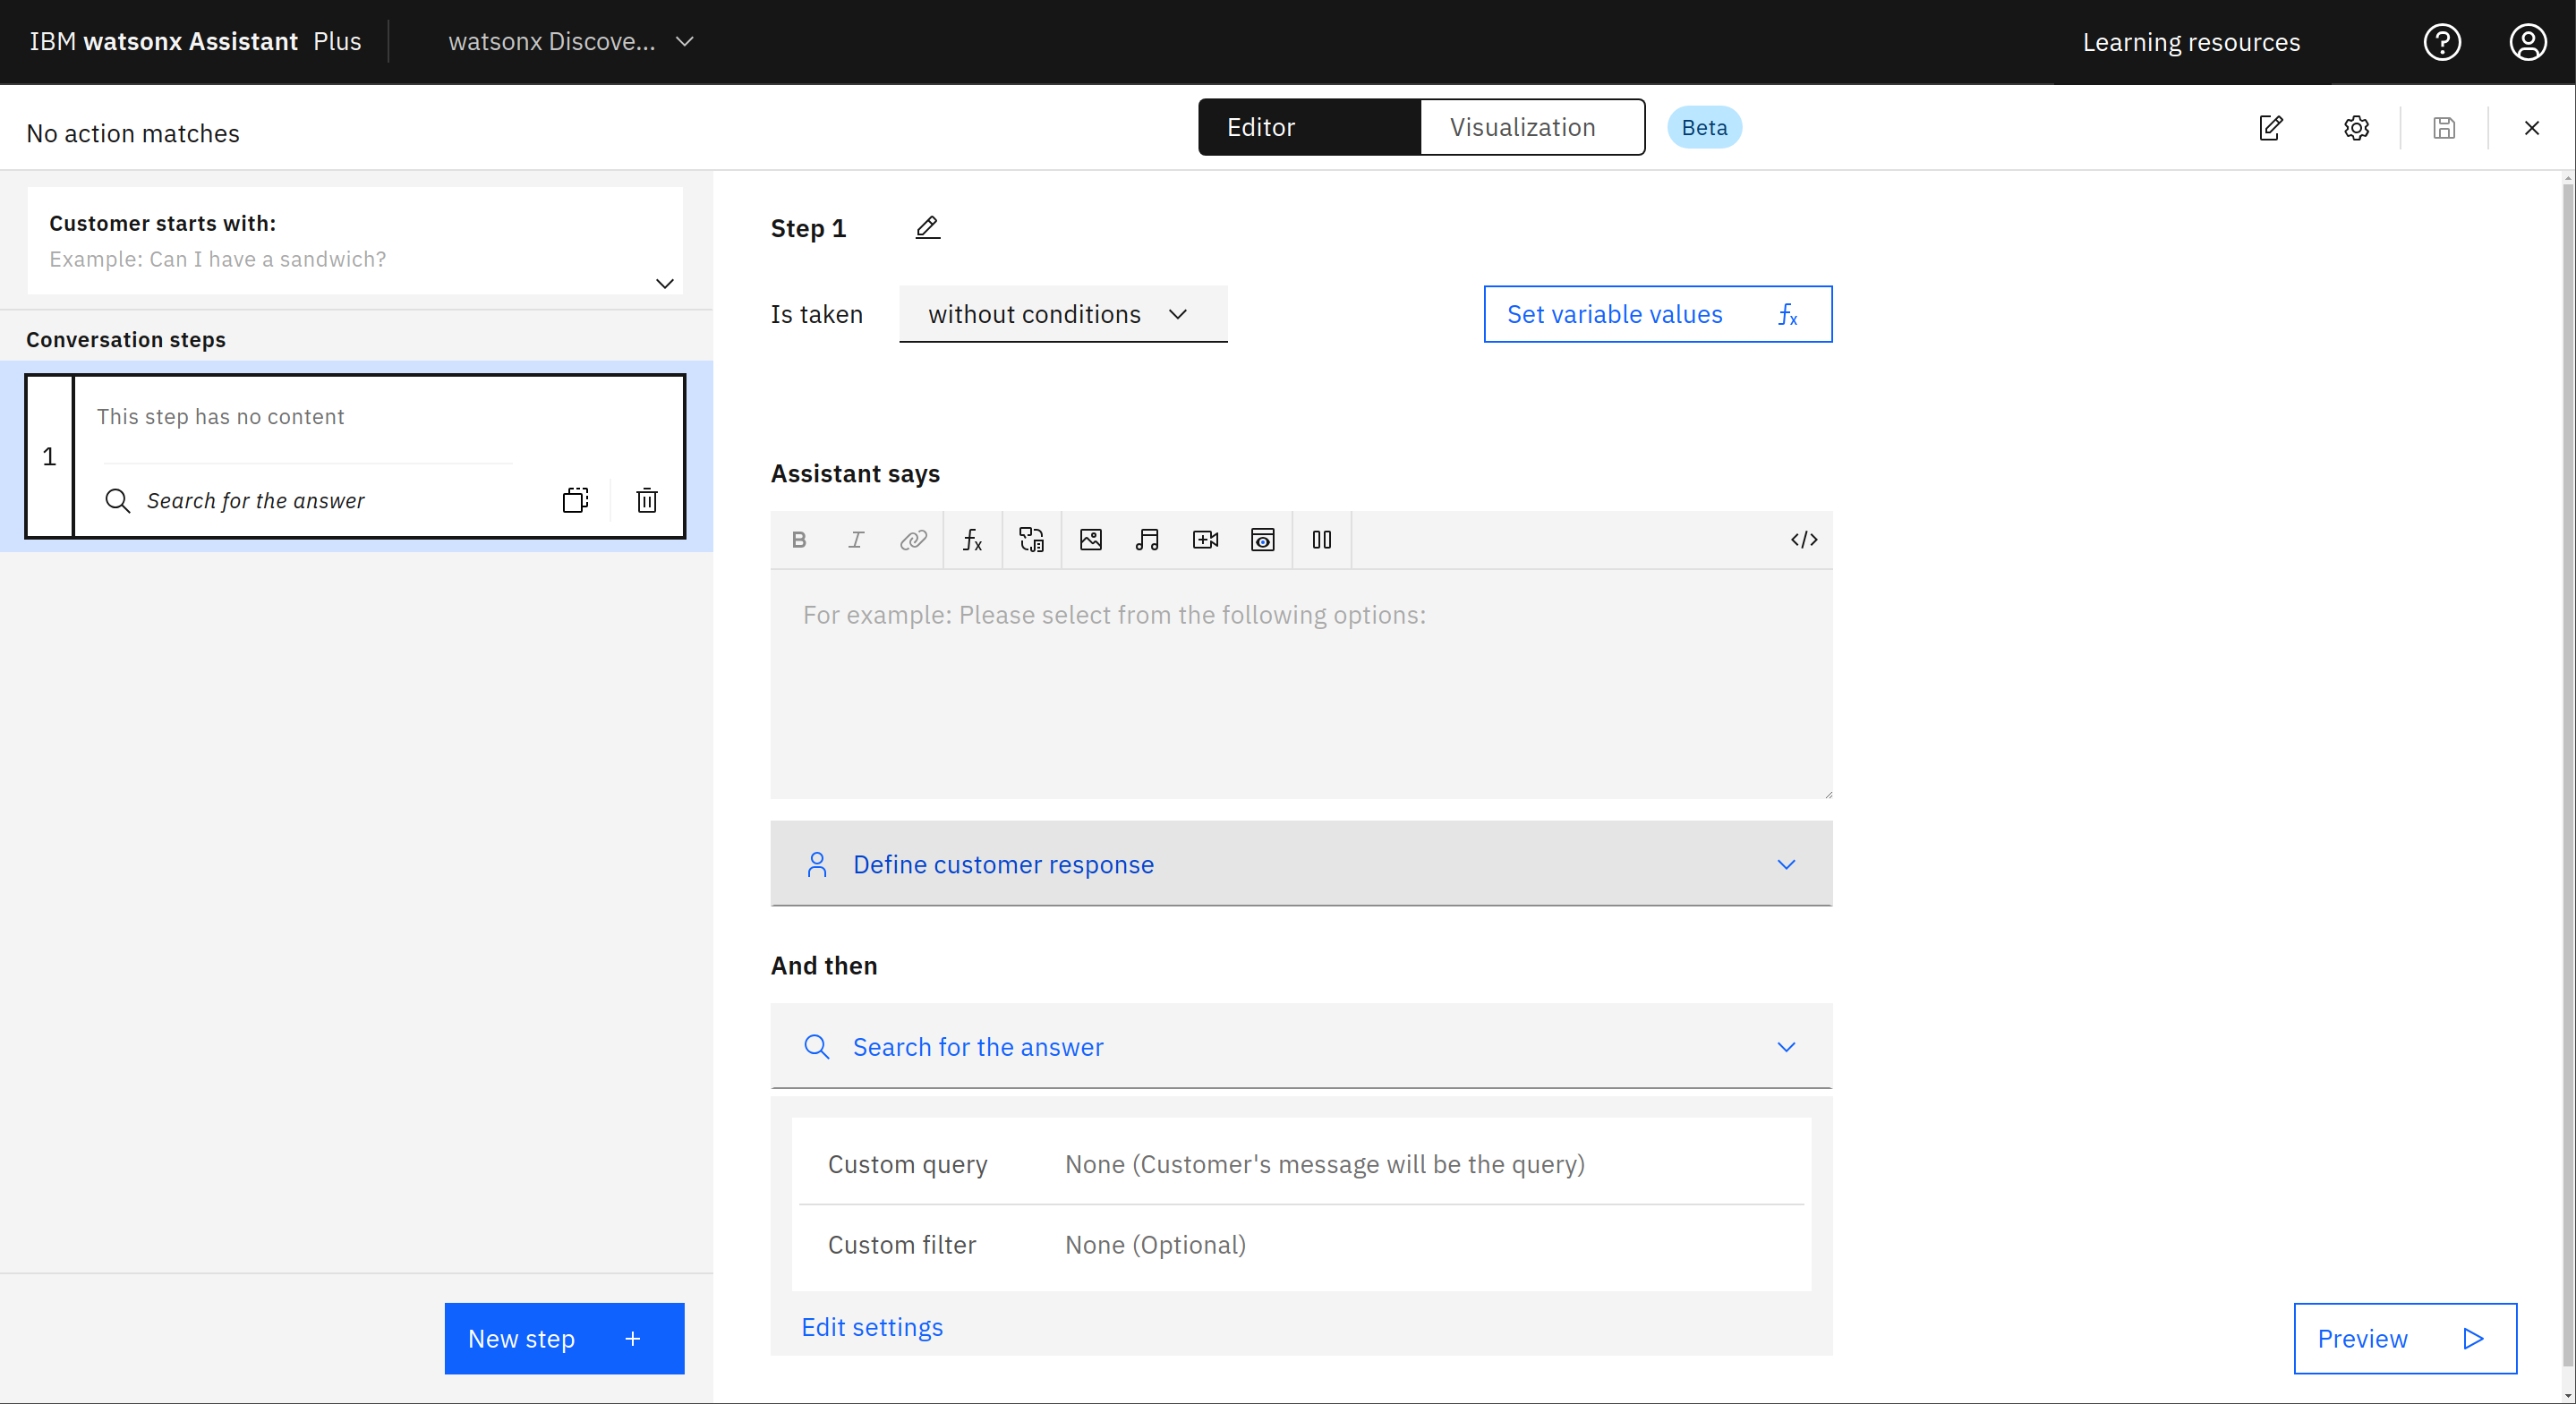 IBM watsonx Assistant Plus
watsonx Discove...
Learning resources
No action matches
Editor
Visualization
Beta
Customer starts with:
Example: Can I have a sandwich?
Conversation steps
1
This step has no content
Search for the answer
New step
Step 1
Is taken
without conditions
Set variable values
Assistant says
For example: Please select from the following options:
Define customer response
And then
Search for the answer
Custom query None (Customer's message will be the query)
Custom filter None (Optional)
Edit settings
Preview